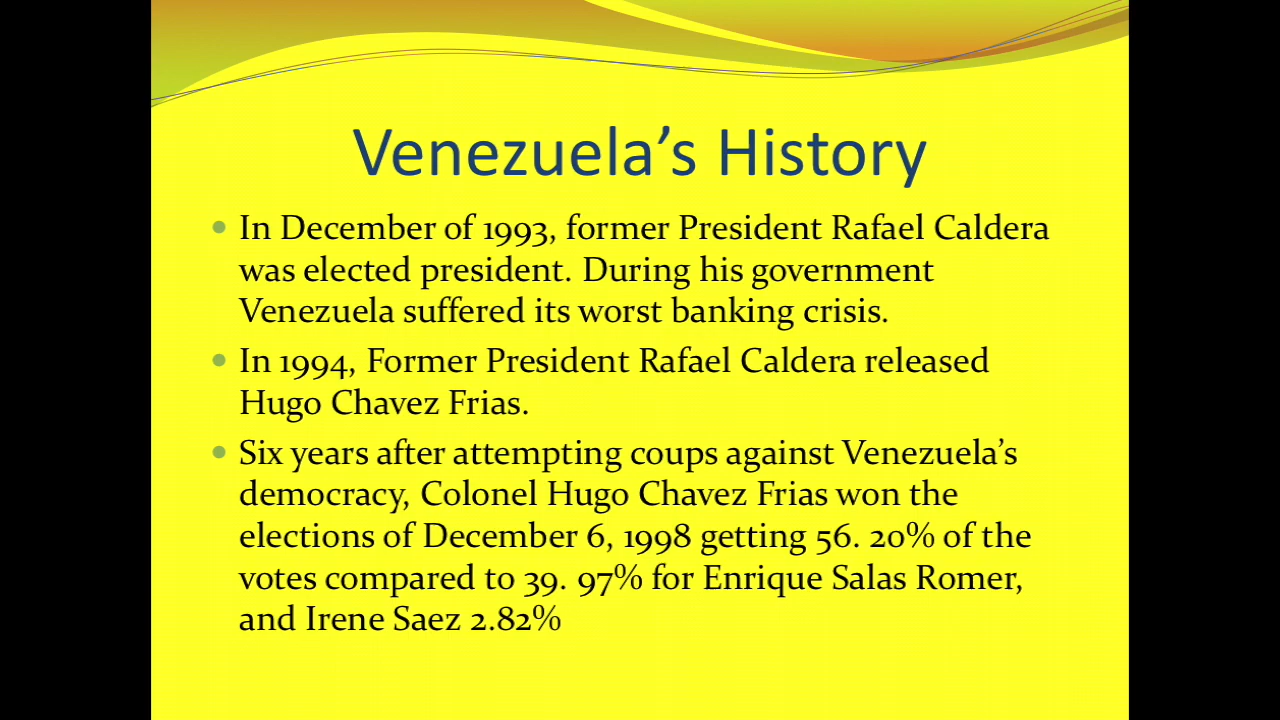 Venezuela’s History
• In December of 1993, former President Rafael Caldera
was elected president. During his government
Venezuela suffered its worst banking crisis.
• In 1994, Former President Rafael Caldera released
Hugo Chavez Frias.
• Six years after attempting coups against Venezuela’s
democracy, Colonel Hugo Chavez Frias won the
elections of December 6, 1998 getting 56. 20% of the
votes compared to 39. 97% for Enrique Salas Romer,
and Irene Saez 2.82%